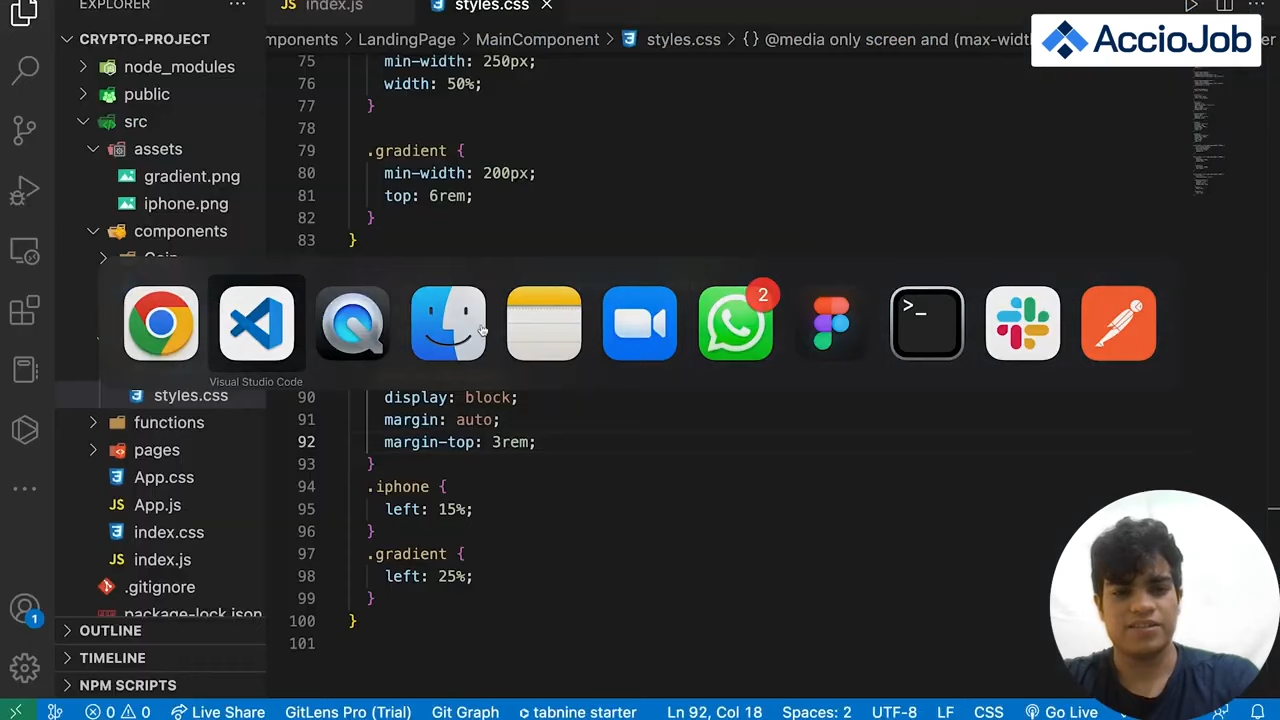 EXPLORER
JS index.js
styles.css
AccioJob
CRYPTO-PROJECT
mponents > LandingPage > MainComponent > styles.css > {} @media only screen and (max-width
node_modules
public
src
assets
gradient.png
iphone.png
components
styles.css
functions
pages
App.css
JS App.js
index.css
JS index.js
.gitignore
package-lock.json
OUTLINE
TIMELINE
NPM SCRIPTS
75 min-width: 250px;
76 width: 50%;
77 }
78
79 .gradient {
80 min-width: 200px;
81 top: 6rem;
82 }
83 }
>_
2
Visual Studio Code
90 display: block;
91 margin: auto;
92 margin-top: 3rem;
93 }
94 .iphone {
95 left: 15%;
96 }
97 .gradient {
98 left: 25%;
99 }
100 }
101
1
0 0 Live Share GitLens Pro (Trial) Git Graph tabnine starter Ln 92, Col 18 Spaces: 2 UTF-8 LF CSS Go Live